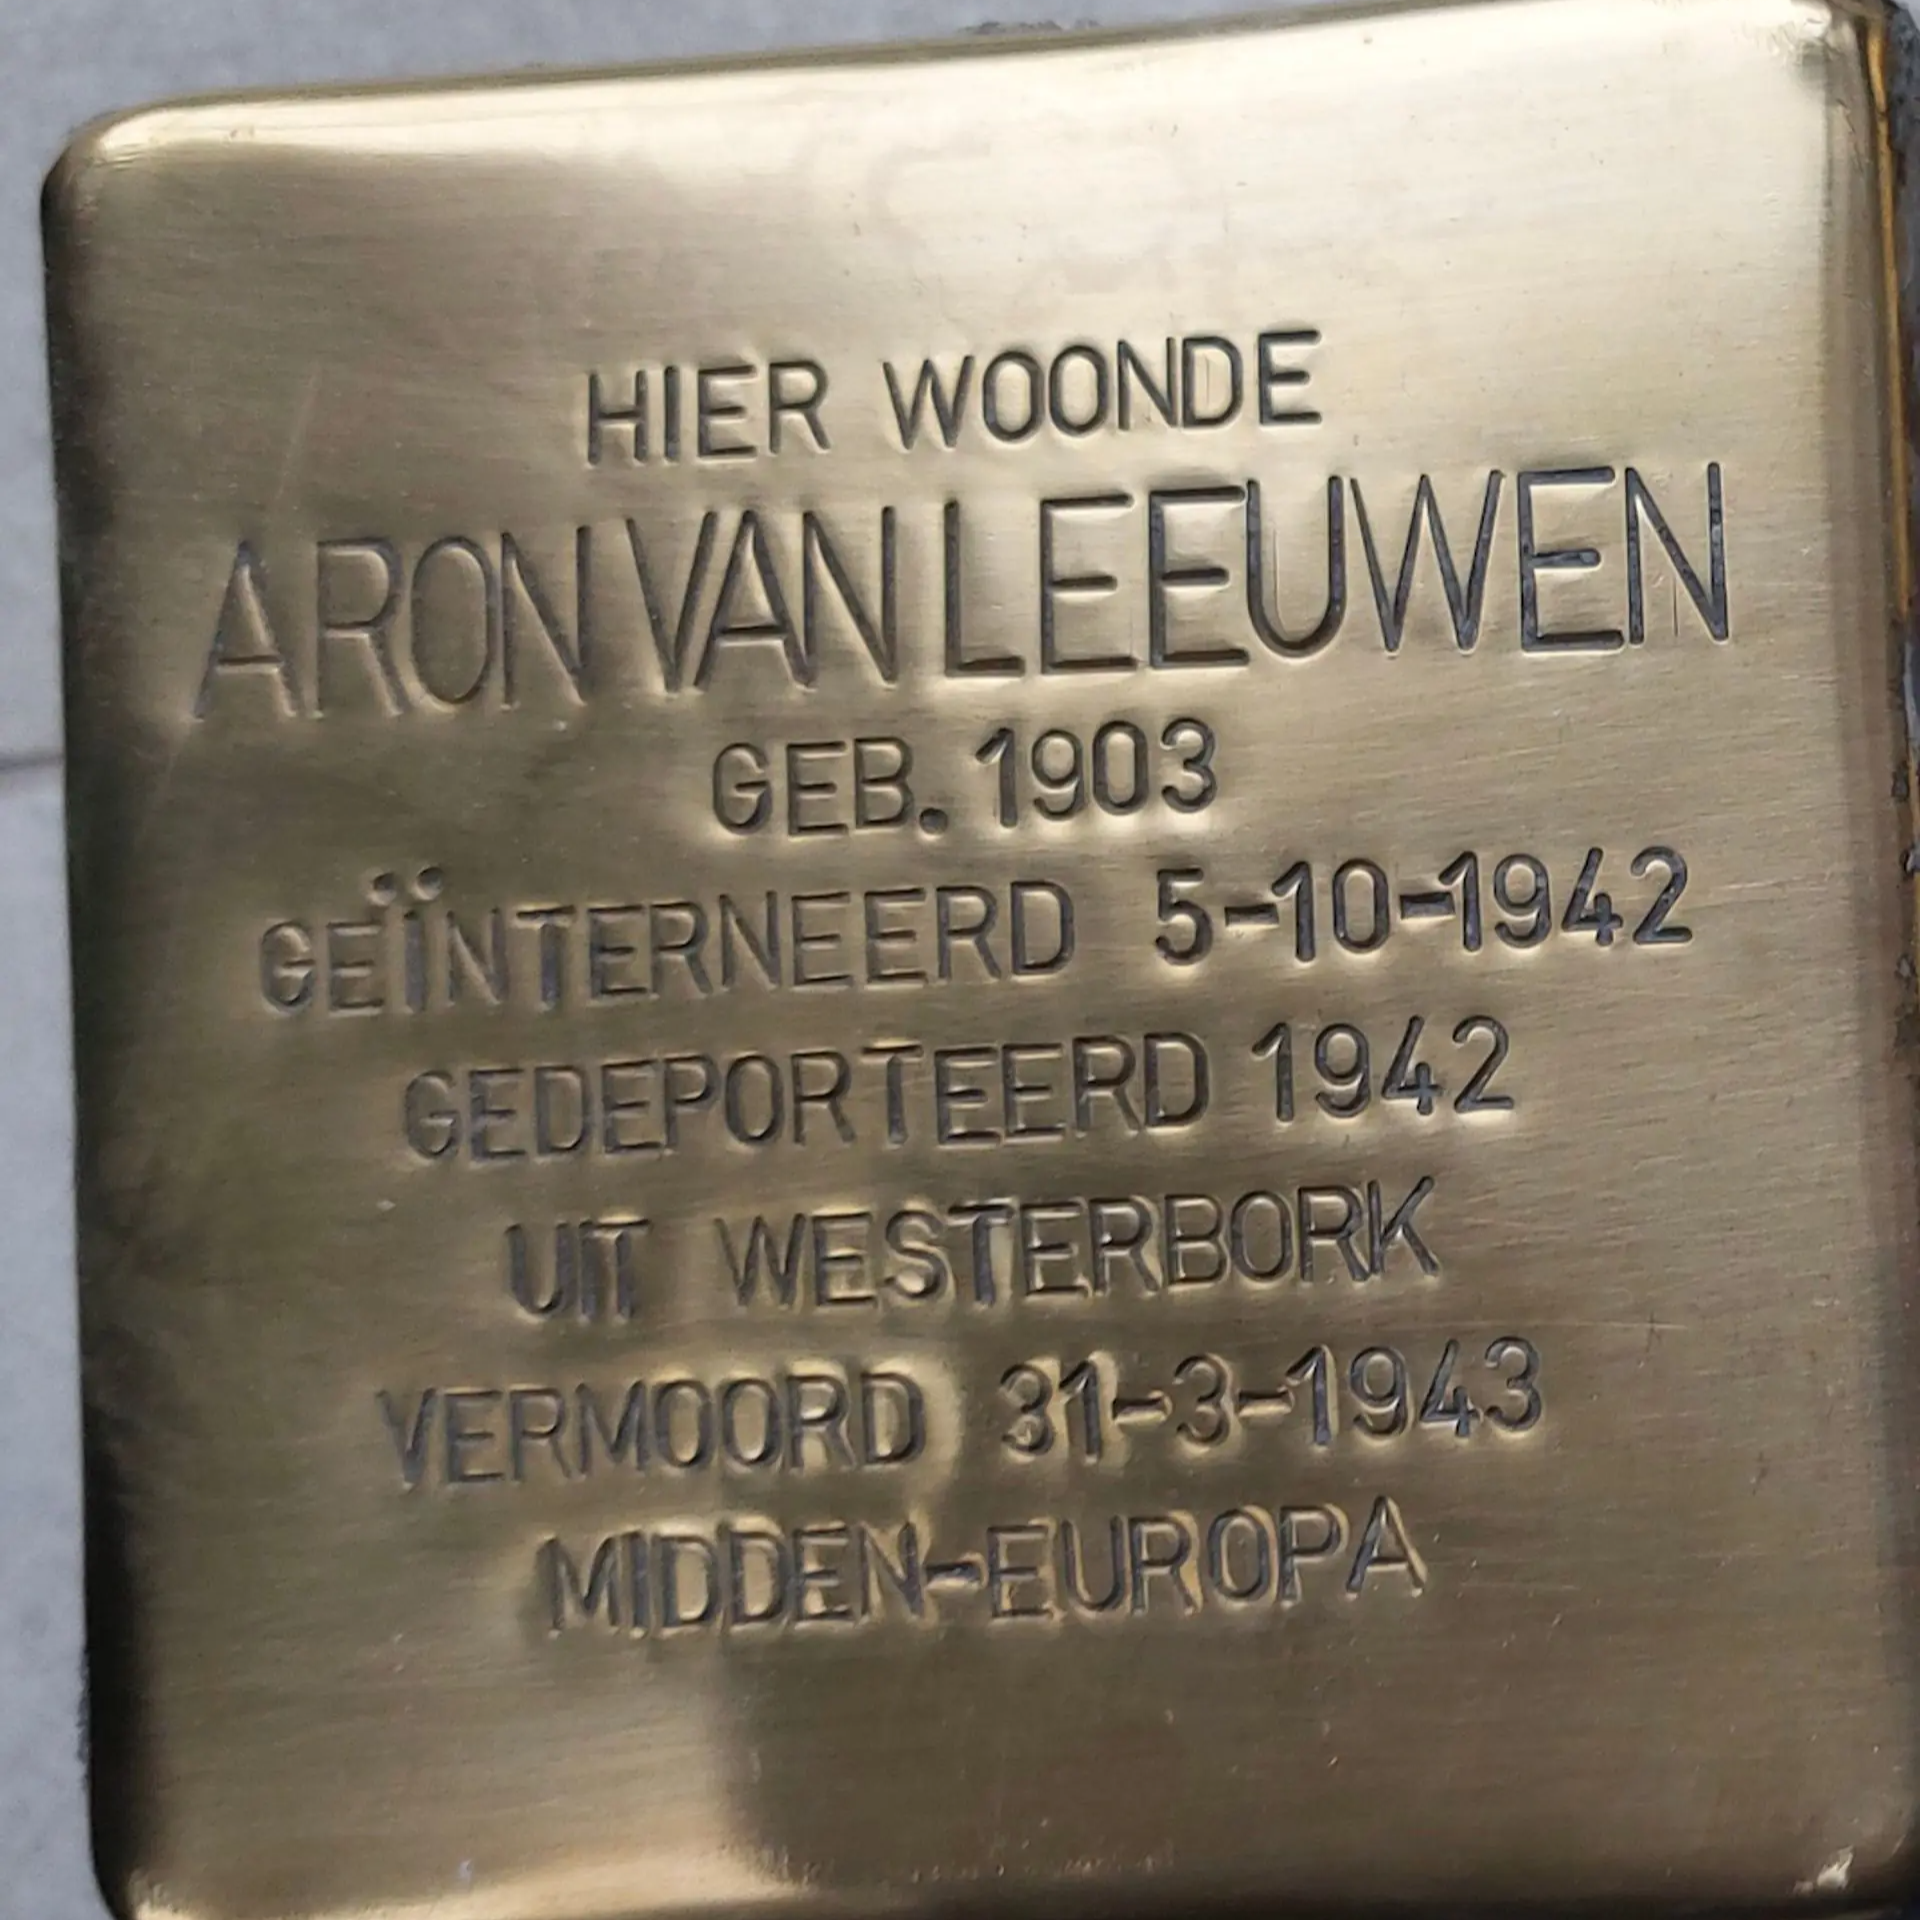 HIER WOONDE
ARON VAN LEEUWEN
GEB. 1903
GEÏNTERNEERD 5-10-1942
GEDEPORTEERD 1942
UIT WESTERBORK
VERMOORD 31-3-1943
MIDDEN-EUROPA